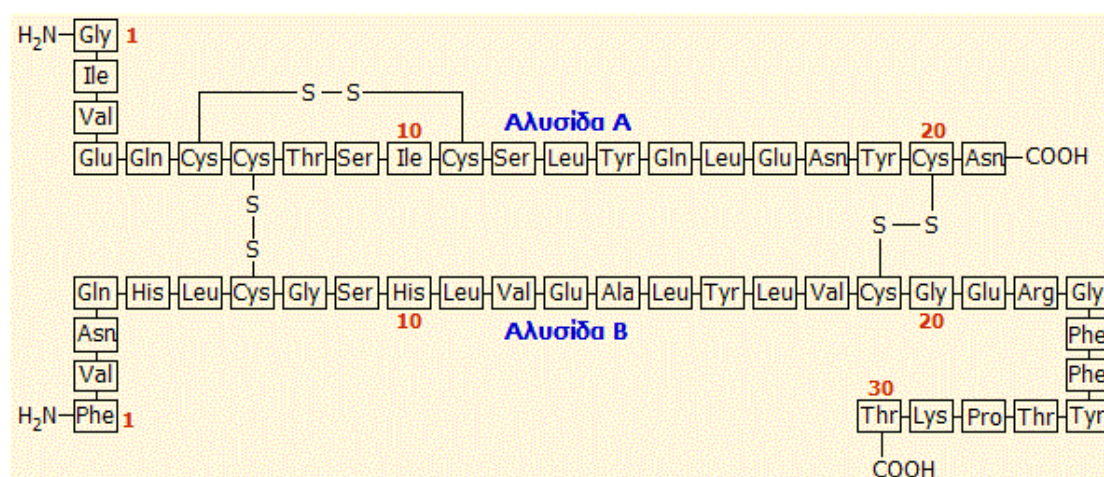 H₂N Gly 1
Ile
S S
Val
10 Αλυσίδα Α 20
Glu Gln Cys Cys Thr Ser Ile Cys Ser Leu Tyr Gln Leu Glu Asn Tyr Cys Asn COOH
S
S S
S
Gln His Leu Cys Gly Ser His Leu Val Glu Ala Leu Tyr Leu Val Cys Gly Glu Arg Gly
10 Αλυσίδα Β 20
Asn Phe
Val Phe
30
H₂N Phe 1 Thr Lys Pro Thr Tyr
COOH